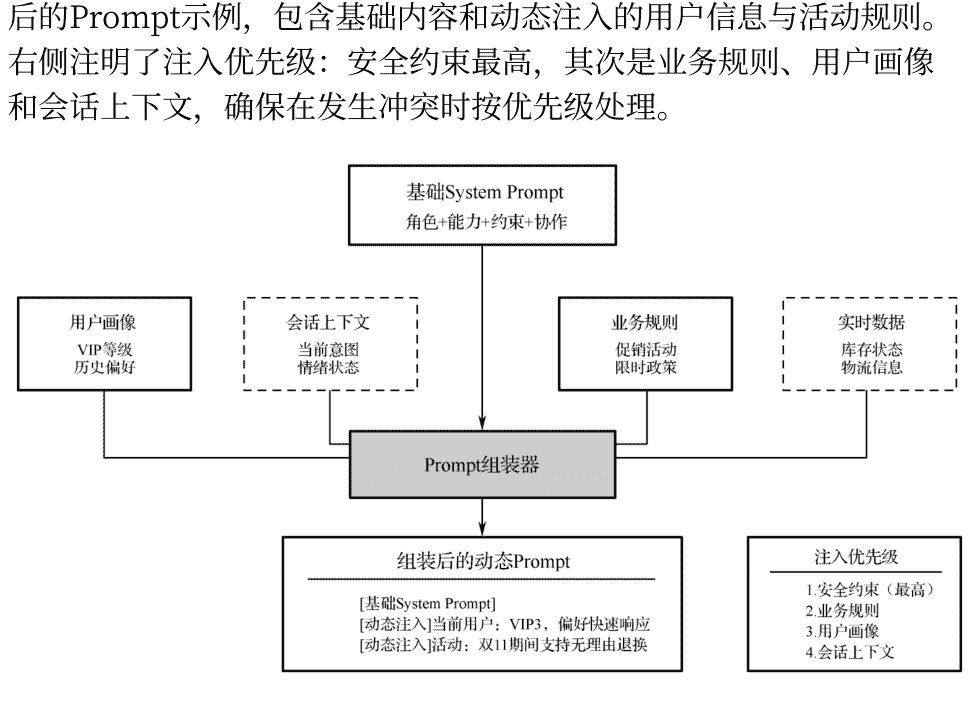 后的Prompt示例，包含基础内容和动态注入的用户信息与活动规则。
右侧注明了注入优先级：安全约束最高，其次是业务规则、用户画像
和会话上下文，确保在发生冲突时按优先级处理。
基础System Prompt
角色+能力+约束+协作
用户画像
VIP等级
历史偏好
会话上下文
当前意图
情绪状态
业务规则
促销活动
限时政策
实时数据
库存状态
物流信息
Prompt组装器
组装后的动态Prompt
[基础System Prompt]
[动态注入]当前用户：VIP3，偏好快速响应
[动态注入]活动：双11期间支持无理由退换
注入优先级
1.安全约束（最高）
2.业务规则
3.用户画像
4.会话上下文